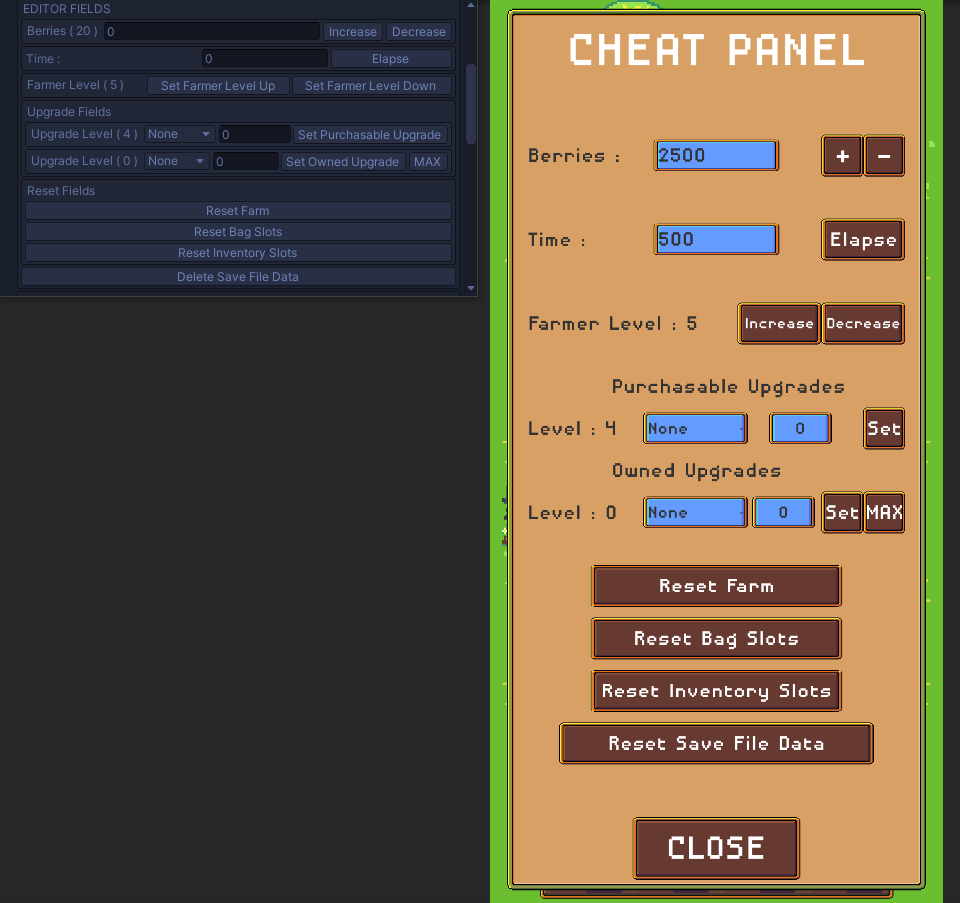 EDITOR FIELDS
Berries ( 20 ) 0 Increase Decrease
Time : 0 Elapse
Farmer Level ( 5 ) Set Farmer Level Up Set Farmer Level Down
Upgrade Fields
Upgrade Level ( 4 ) None 0 Set Purchasable Upgrade
Upgrade Level ( 0 ) None 0 Set Owned Upgrade MAX
Reset Fields
Reset Farm
Reset Bag Slots
Reset Inventory Slots
Delete Save File Data
CHEAT PANEL
Berries : 2500 + -
Time : 500 Elapse
Farmer Level : 5 Increase Decrease
Purchasable Upgrades
Level : 4 None 0 Set
Owned Upgrades
Level : 0 None 0 Set MAX
Reset Farm
Reset Bag Slots
Reset Inventory Slots
Reset Save File Data
CLOSE